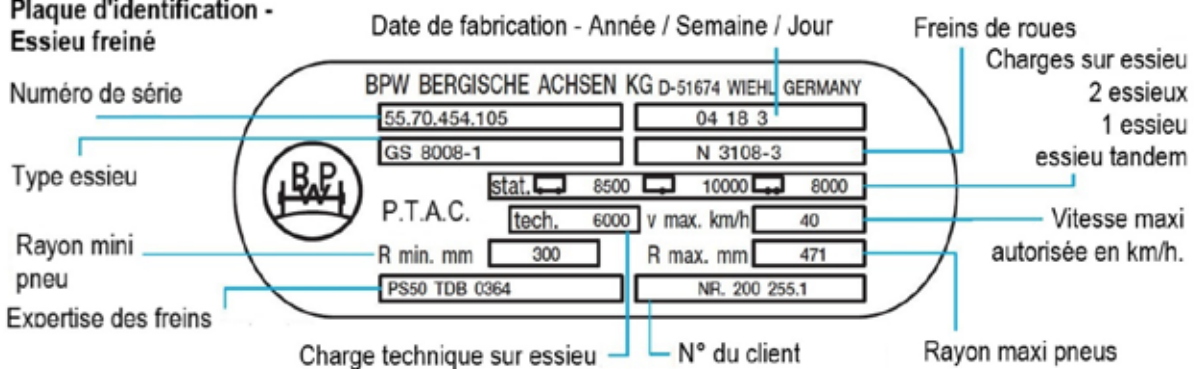 Plaque d'identification -
Essieu freiné
Date de fabrication - Année / Semaine / Jour
Freins de roues
Charges sur essieu
2 essieux
1 essieu
essieu tandem
Numéro de série
BPW BERGISCHE ACHSEN KG D-51674 WIEHL GERMANY
55.70.454.105 04 18 3
GS 8008-1 N 3108-3
Type essieu
BPW
stat. 8500 10000 8000
P.T.A.C. tech. 6000 v max. km/h 40
Vitesse maxi
autorisée en km/h.
Rayon mini
pneu
R min. mm 300 R max. mm 471
PS50 TDB 0364 NR. 200 255.1
Expertise des freins
Charge technique sur essieu
N° du client
Rayon maxi pneus